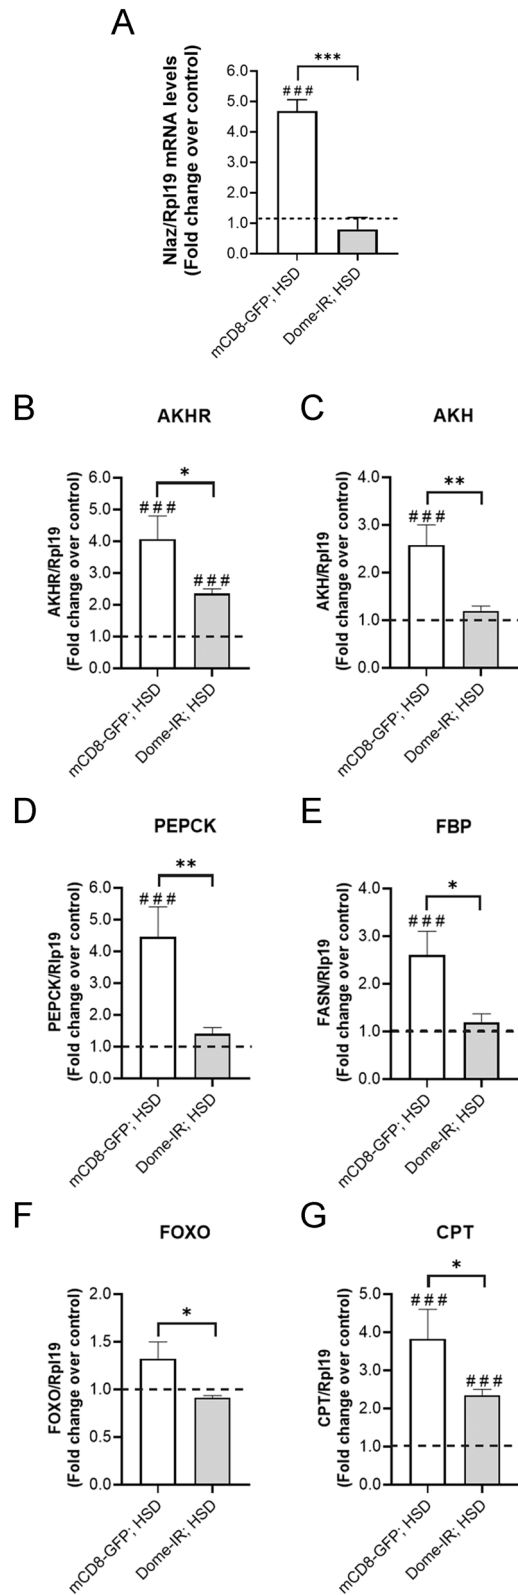 A
Nlaz/Rpl19 mRNA levels
(Fold change over control)
6.0
5.0
4.0
3.0
2.0
1.0
0.0
***
###
mCD8-GFP; HSD
Dome-IR; HSD
B
AKHR
AKHR/Rpl19
(Fold change over control)
6.0
5.0
4.0
3.0
2.0
1.0
0.0
*
###
###
mCD8-GFP; HSD
Dome-IR; HSD
C
AKH
AKH/Rpl19
(Fold change over control)
4.0
3.0
2.0
1.0
0.0
**
###
mCD8-GFP; HSD
Dome-IR; HSD
D
PEPCK
PEPCK/Rlp19
(Fold change over control)
6.0
5.0
4.0
3.0
2.0
1.0
0.0
**
###
mCD8-GFP; HSD
Dome-IR; HSD
E
FBP
FASN/Rlp19
(Fold change over control)
4.0
3.0
2.0
1.0
0.0
*
###
mCD8-GFP; HSD
Dome-IR; HSD
F
FOXO
FOXO/Rpl19
(Fold change over control)
2.0
1.5
1.0
0.5
0.0
*
mCD8-GFP; HSD
Dome-IR; HSD
G
CPT
CPT/Rpl19
(Fold change over control)
5.0
4.0
3.0
2.0
1.0
0.0
*
###
###
mCD8-GFP; HSD
Dome-IR; HSD